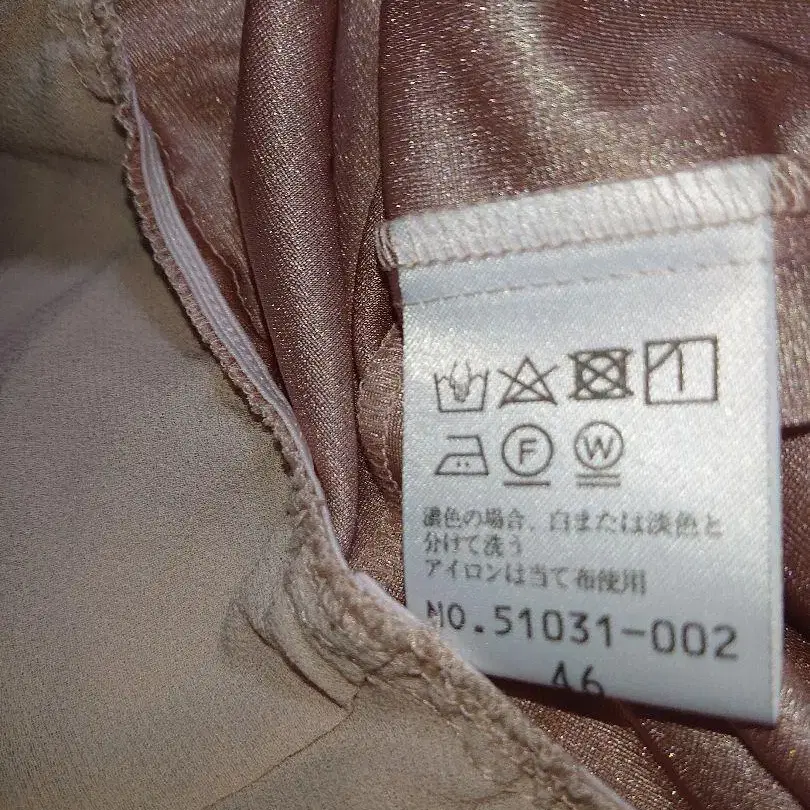 F W
濃色の場合、白または淡色と
分けて洗う
アイロンは当て布使用
NO.51031-002
46